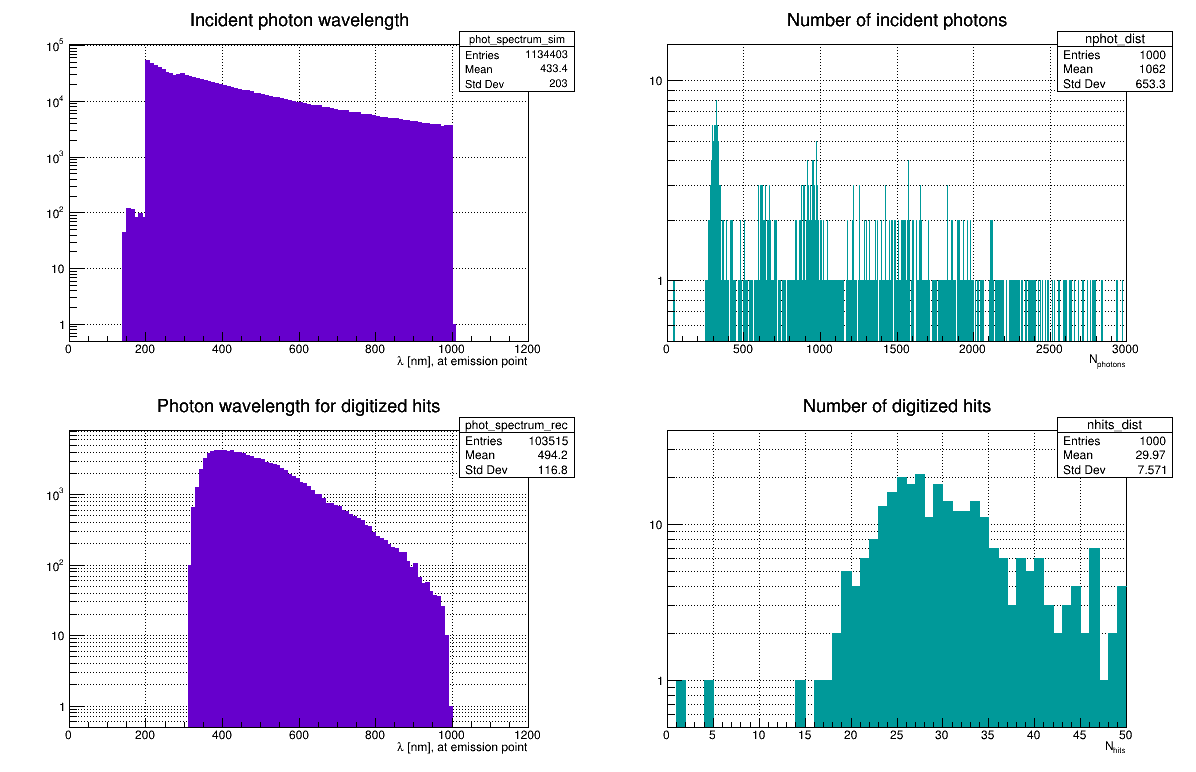 Incident photon wavelength
phot_spectrum_sim
Entries 1134403
Mean 433.4
Std Dev 203
10^5
10^4
10^3
10^2
10
1
0 200 400 600 800 1000 1200
λ [nm], at emission point
Number of incident photons
nphot_dist
Entries 1000
Mean 1062
Std Dev 653.3
10
1
0 500 1000 1500 2000 2500 3000
N_photons
Photon wavelength for digitized hits
phot_spectrum_rec
Entries 103515
Mean 494.2
Std Dev 116.8
10^3
10^2
10
1
0 200 400 600 800 1000 1200
λ [nm], at emission point
Number of digitized hits
nhits_dist
Entries 1000
Mean 29.97
Std Dev 7.571
10
1
0 5 10 15 20 25 30 35 40 45 50
N_hits